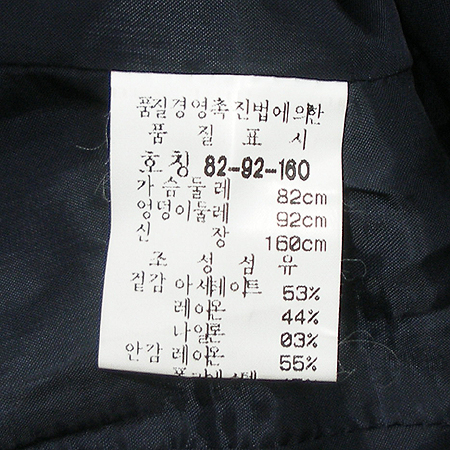 품질경영촉진법에의한
품 질 표 시
호칭 82-92-160
가슴둘레 82cm
엉덩이둘레 92cm
신 장 160cm
조 성 섬 유
겉감 아세테이트 53%
레이온 44%
나일론 03%
안감 레이온 55%